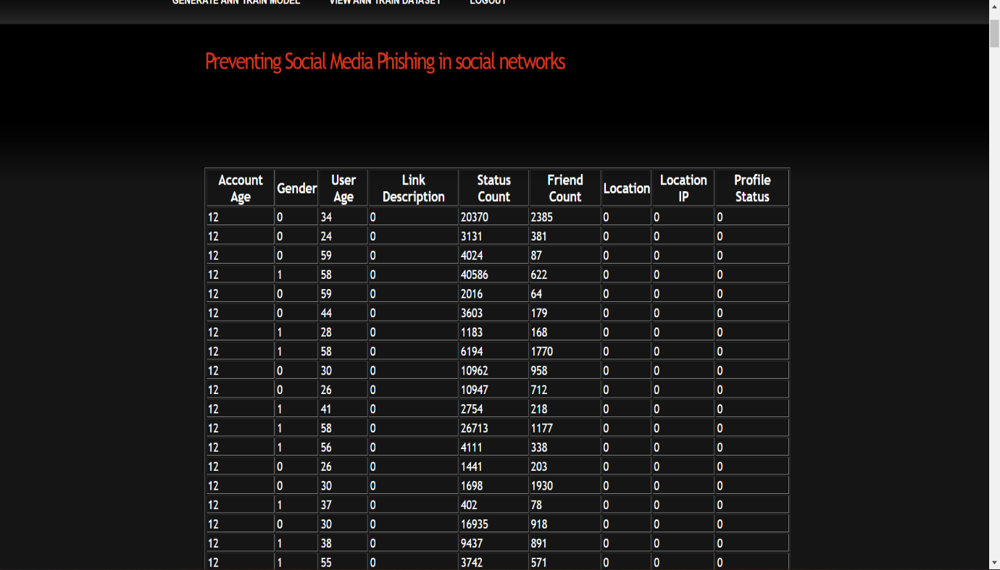 GENERATE ANN TRAIN MODEL VIEW ANN TRAIN DATASET LOGOUT
Preventing Social Media Phishing in social networks
Account Age Gender User Age Link Description Status Count Friend Count Location Location IP Profile Status
12 0 34 0 20370 2385 0 0 0
12 0 24 0 3131 381 0 0 0
12 0 59 0 4024 87 0 0 0
12 1 58 0 40586 622 0 0 0
12 0 59 0 2016 64 0 0 0
12 0 44 0 3603 179 0 0 0
12 1 28 0 1183 168 0 0 0
12 1 58 0 6194 1770 0 0 0
12 0 30 0 10962 958 0 0 0
12 0 26 0 10947 712 0 0 0
12 1 41 0 2754 218 0 0 0
12 1 58 0 26713 1177 0 0 0
12 1 56 0 4111 338 0 0 0
12 0 26 0 1441 203 0 0 0
12 0 30 0 1698 1930 0 0 0
12 1 37 0 402 78 0 0 0
12 0 30 0 16935 918 0 0 0
12 1 38 0 9437 891 0 0 0
12 1 55 0 3742 571 0 0 0